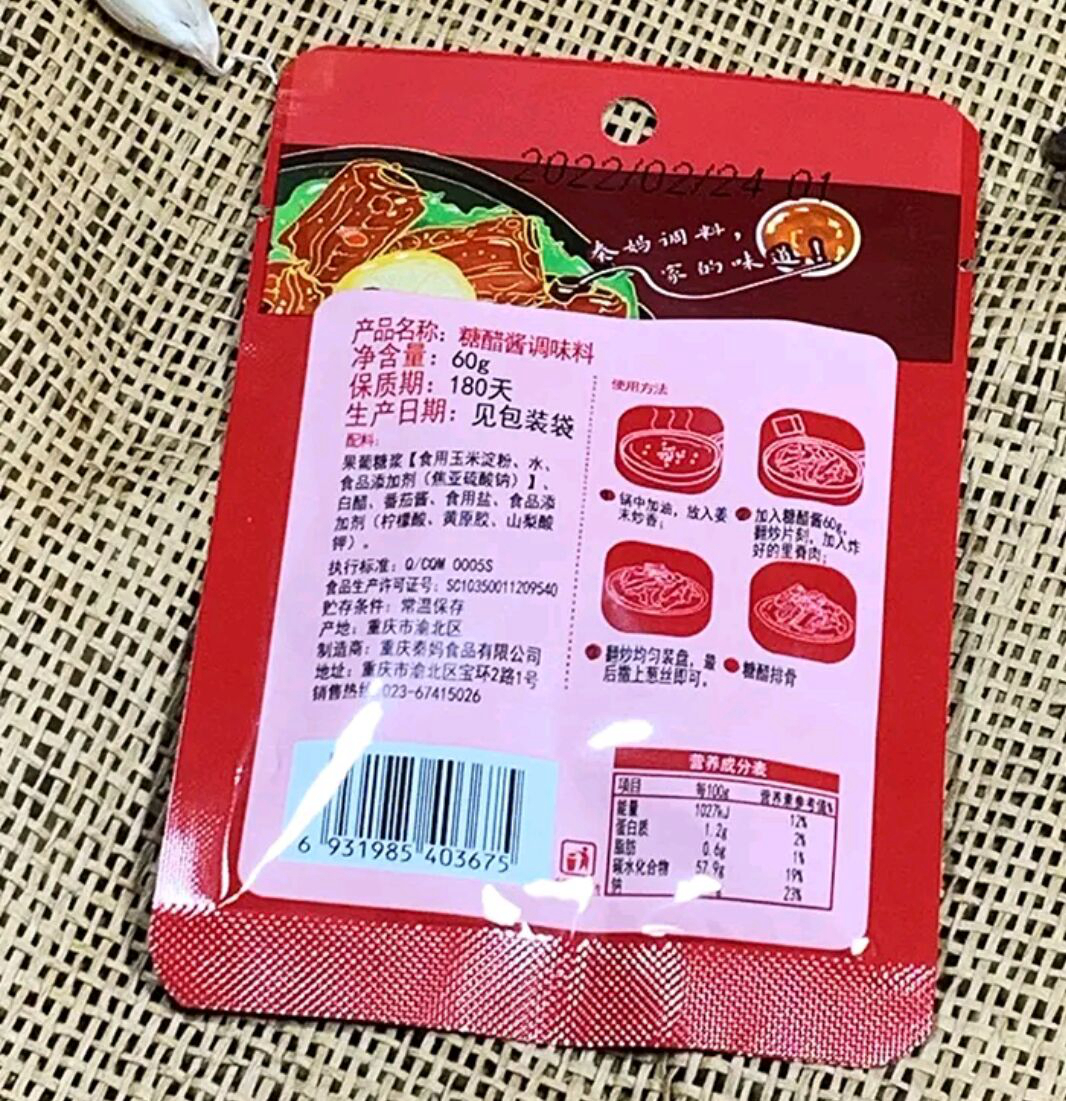 2022/02/24 01
秦妈调料，
家的味道！
产品名称：糖醋酱调味料
净含量：60g
保质期：180天
生产日期：见包装袋
配料：
果葡糖浆【食用玉米淀粉、水、
食品添加剂（焦亚硫酸钠）】、
白醋、番茄酱、食用盐、食品添
加剂（柠檬酸、黄原胶、山梨酸
钾）。
执行标准：Q/CQM 0005S
食品生产许可证号：SC10350011209540
贮存条件：常温保存
产地：重庆市渝北区
制造商：重庆秦妈食品有限公司
地址：重庆市渝北区宝环2路1号
销售热线 023-67415026
6 931985 403675
使用方法
锅中加油，放入姜
末炒香；
加入糖醋酱60g，
翻炒片刻，加入炸
好的里脊肉；
翻炒均匀装盘，最
后撒上葱丝即可。
糖醋排骨
营养成分表
项目 每100g 营养素参考值%
能量 1027kJ 12%
蛋白质 1.2g 2%
脂肪 0.6g 1%
碳水化合物 57.9g 19%
钠 23%